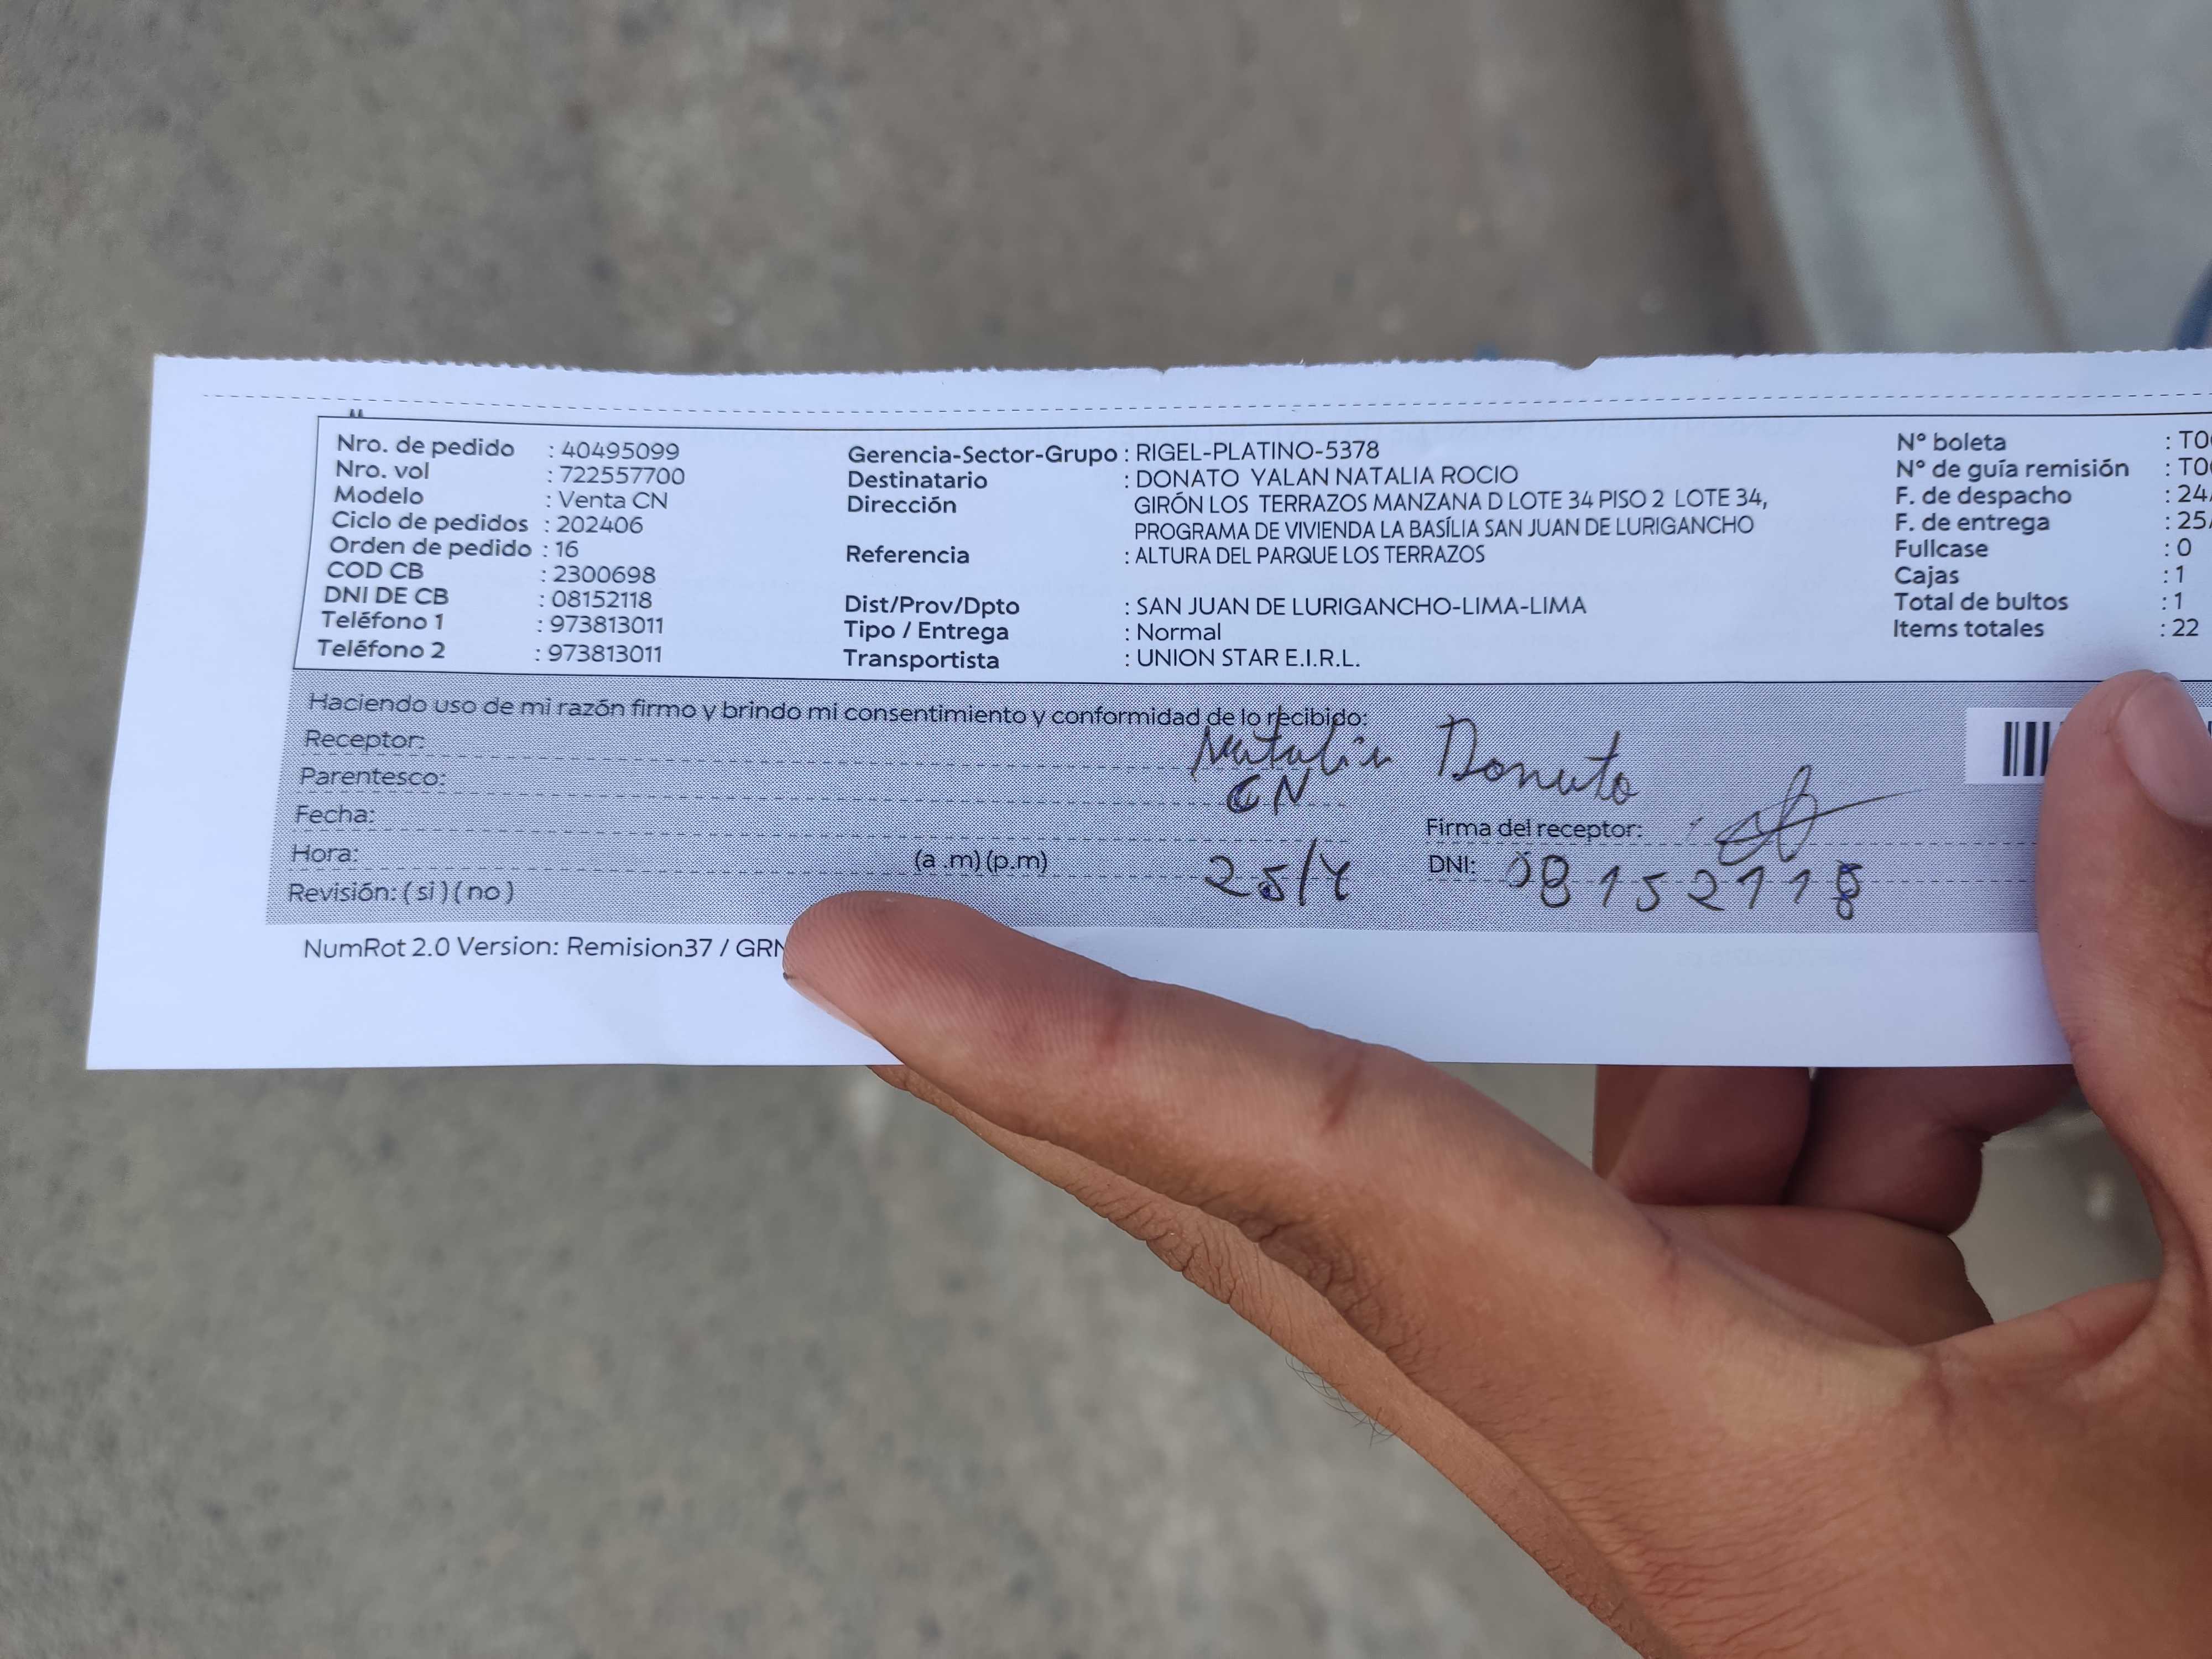 Nro. de pedido : 40495099
Nro. vol : 722557700
Modelo : Venta CN
Ciclo de pedidos : 202406
Orden de pedido : 16
COD CB : 2300698
DNI DE CB : 08152118
Teléfono 1 : 973813011
Teléfono 2 : 973813011
Gerencia-Sector-Grupo : RIGEL-PLATINO-5378
Destinatario : DONATO YALAN NATALIA ROCIO
Dirección GIRÓN LOS TERRAZOS MANZANA D LOTE 34 PISO 2 LOTE 34,
PROGRAMA DE VIVIENDA LA BASÍLIA SAN JUAN DE LURIGANCHO
Referencia : ALTURA DEL PARQUE LOS TERRAZOS
Dist/Prov/Dpto : SAN JUAN DE LURIGANCHO-LIMA-LIMA
Tipo / Entrega : Normal
Transportista : UNION STAR E.I.R.L.
N° boleta : T0
N° de guía remisión : T0
F. de despacho : 24
F. de entrega : 25
Fullcase : 0
Cajas : 1
Total de bultos : 1
Items totales : 22
Haciendo uso de mi razón firmo y brindo mi consentimiento y conformidad de lo recibido:
Receptor: Natalia Donato
Parentesco: CN
Fecha:
Firma del receptor:
Hora: (a .m) (p.m) 25/4
DNI: 08152118
Revisión: ( si ) ( no )
NumRot 2.0 Version: Remision37 / GRN